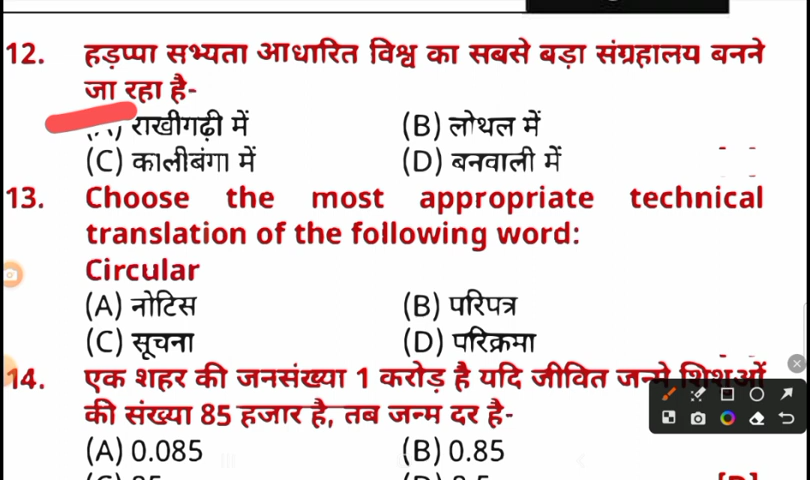 12. हड़प्पा सभ्यता आधारित विश्व का सबसे बड़ा संग्रहालय बनने
जा रहा है-
राखीगढ़ी में (B) लोथल में
(C) कालीबंगा में (D) बनवाली में
13. Choose the most appropriate technical
translation of the following word:
Circular
(A) नोटिस (B) परिपत्र
(C) सूचना (D) परिक्रमा
14. एक शहर की जनसंख्या 1 करोड़ है यदि जीवित जन्मे शिशुओं
की संख्या 85 हजार है, तब जन्म दर है-
(A) 0.085 (B) 0.85